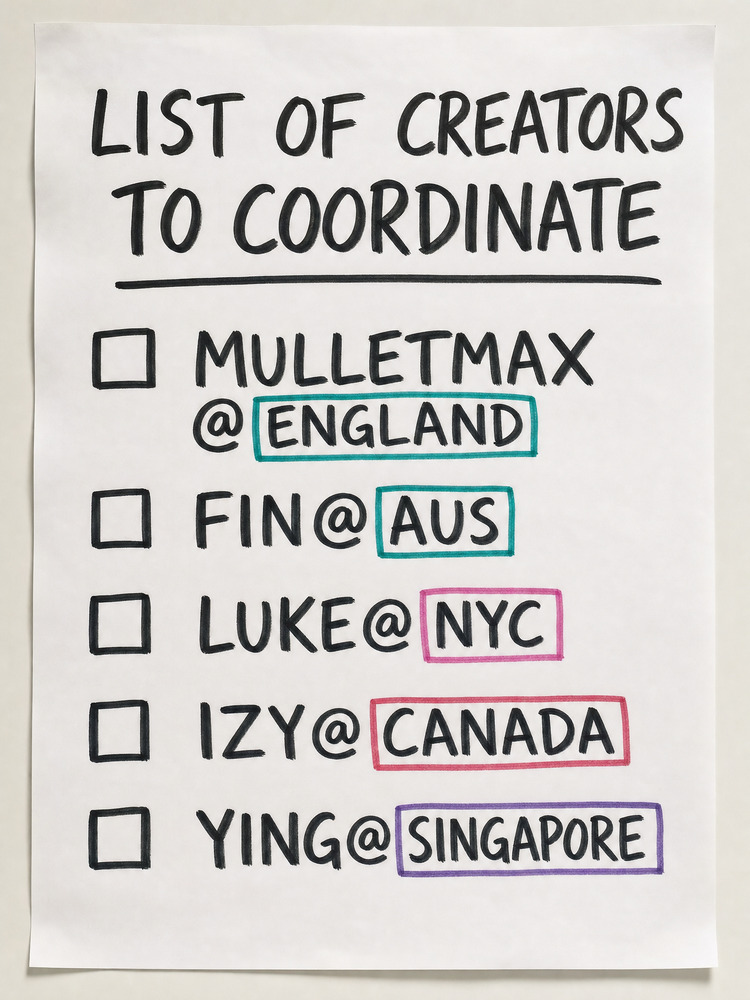 LIST OF CREATORS
TO COORDINATE
MULLETMAX
@ ENGLAND
FIN@ AUS
LUKE@ NYC
IZY@ CANADA
YING@ SINGAPORE